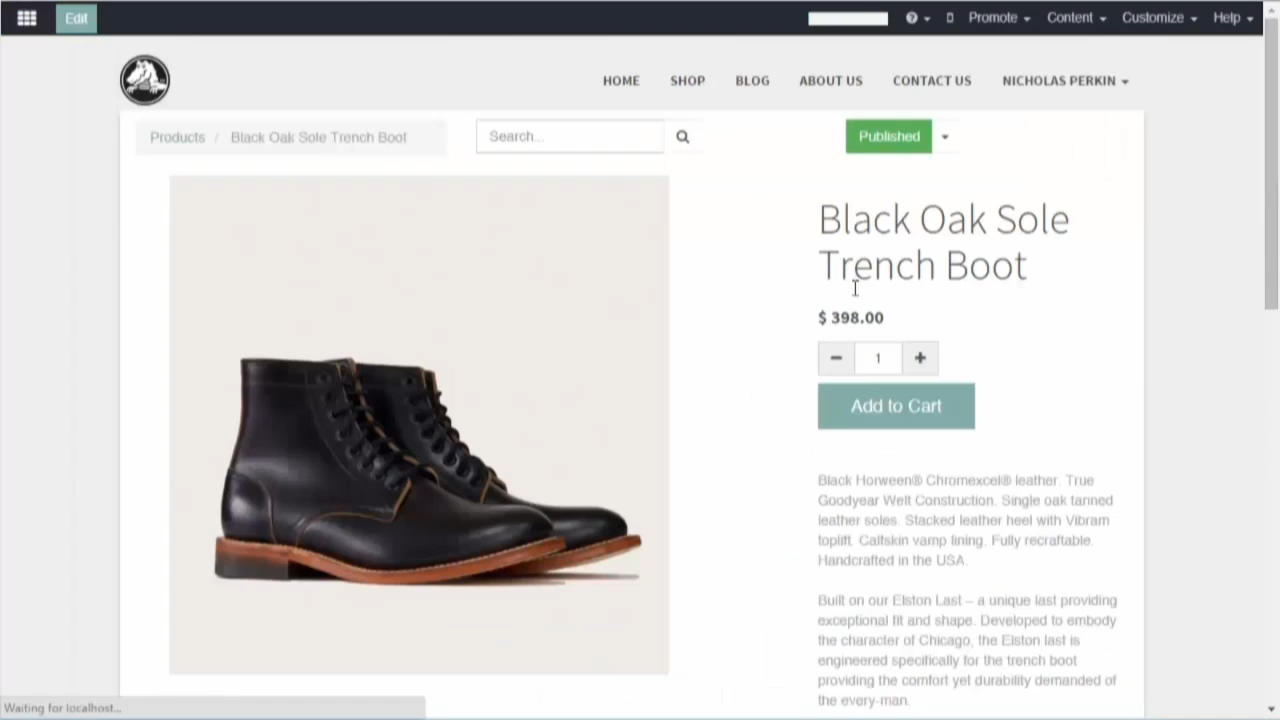 Edit
Promote Content Customize Help
HOME SHOP BLOG ABOUT US CONTACT US NICHOLAS PERKIN
Products / Black Oak Sole Trench Boot
Search...
Published
Black Oak Sole
Trench Boot
$ 398.00
1
Add to Cart
Black Horween® Chromexcel® leather. True
Goodyear Welt Construction. Single oak tanned
leather soles. Stacked leather heel with Vibram
toplift. Calfskin vamp lining. Fully recraftable.
Handcrafted in the USA.
Built on our Elston Last – a unique last providing
exceptional fit and shape. Developed to embody
the character of Chicago, the Elston last is
engineered specifically for the trench boot
providing the comfort yet durability demanded of
the every-man.
Waiting for localhost...